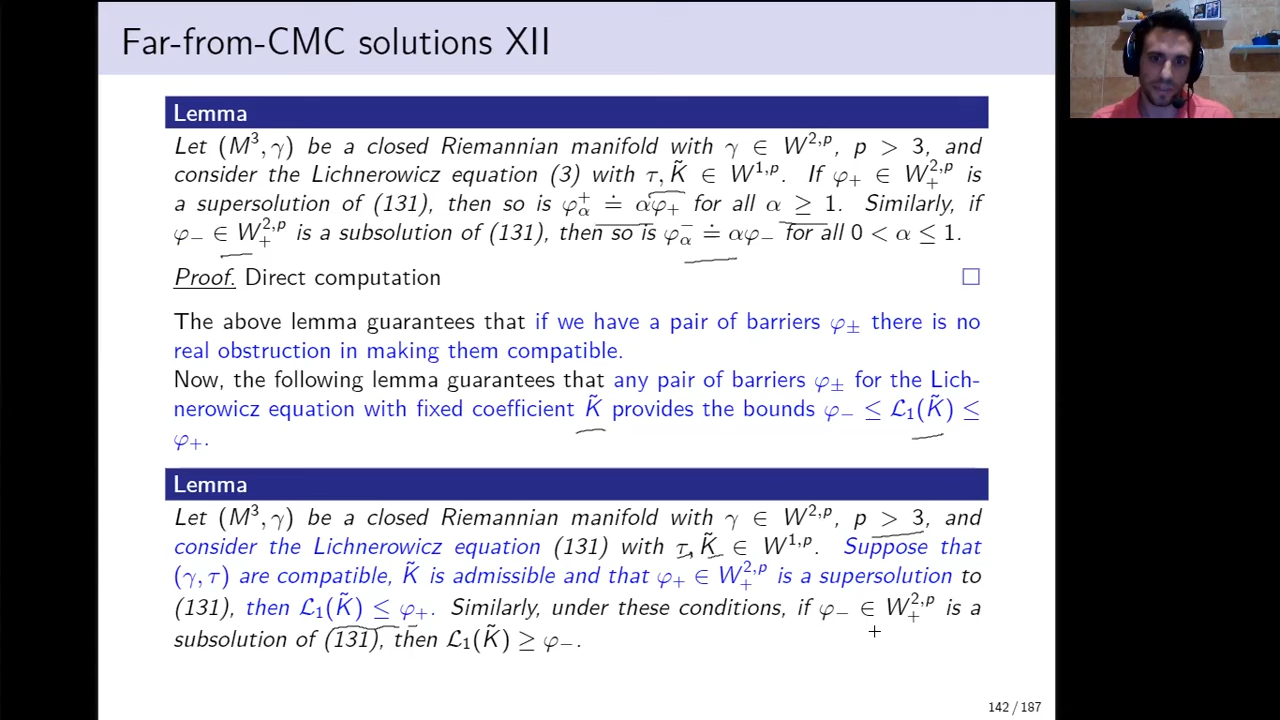 Far-from-CMC solutions XII
Lemma
Let (M³, γ) be a closed Riemannian manifold with γ ∈ W^{2,p}, p > 3, and
consider the Lichnerowicz equation (3) with τ, K̃ ∈ W^{1,p}. If φ₊ ∈ W₊^{2,p} is
a supersolution of (131), then so is φ_α^+ ≐ αφ₊ for all α ≥ 1. Similarly, if
φ₋ ∈ W₊^{2,p} is a subsolution of (131), then so is φ_α^- ≐ αφ₋ for all 0 < α ≤ 1.
Proof. Direct computation □
The above lemma guarantees that if we have a pair of barriers φ± there is no
real obstruction in making them compatible.
Now, the following lemma guarantees that any pair of barriers φ± for the Lich-
nerowicz equation with fixed coefficient K̃ provides the bounds φ₋ ≤ ℒ₁(K̃) ≤
φ₊.
Lemma
Let (M³, γ) be a closed Riemannian manifold with γ ∈ W^{2,p}, p > 3, and
consider the Lichnerowicz equation (131) with τ, K̃ ∈ W^{1,p}. Suppose that
(γ, τ) are compatible, K̃ is admissible and that φ₊ ∈ W₊^{2,p} is a supersolution to
(131), then ℒ₁(K̃) ≤ φ₊. Similarly, under these conditions, if φ₋ ∈ W₊^{2,p} is a
subsolution of (131), then ℒ₁(K̃) ≥ φ₋.
142 / 187